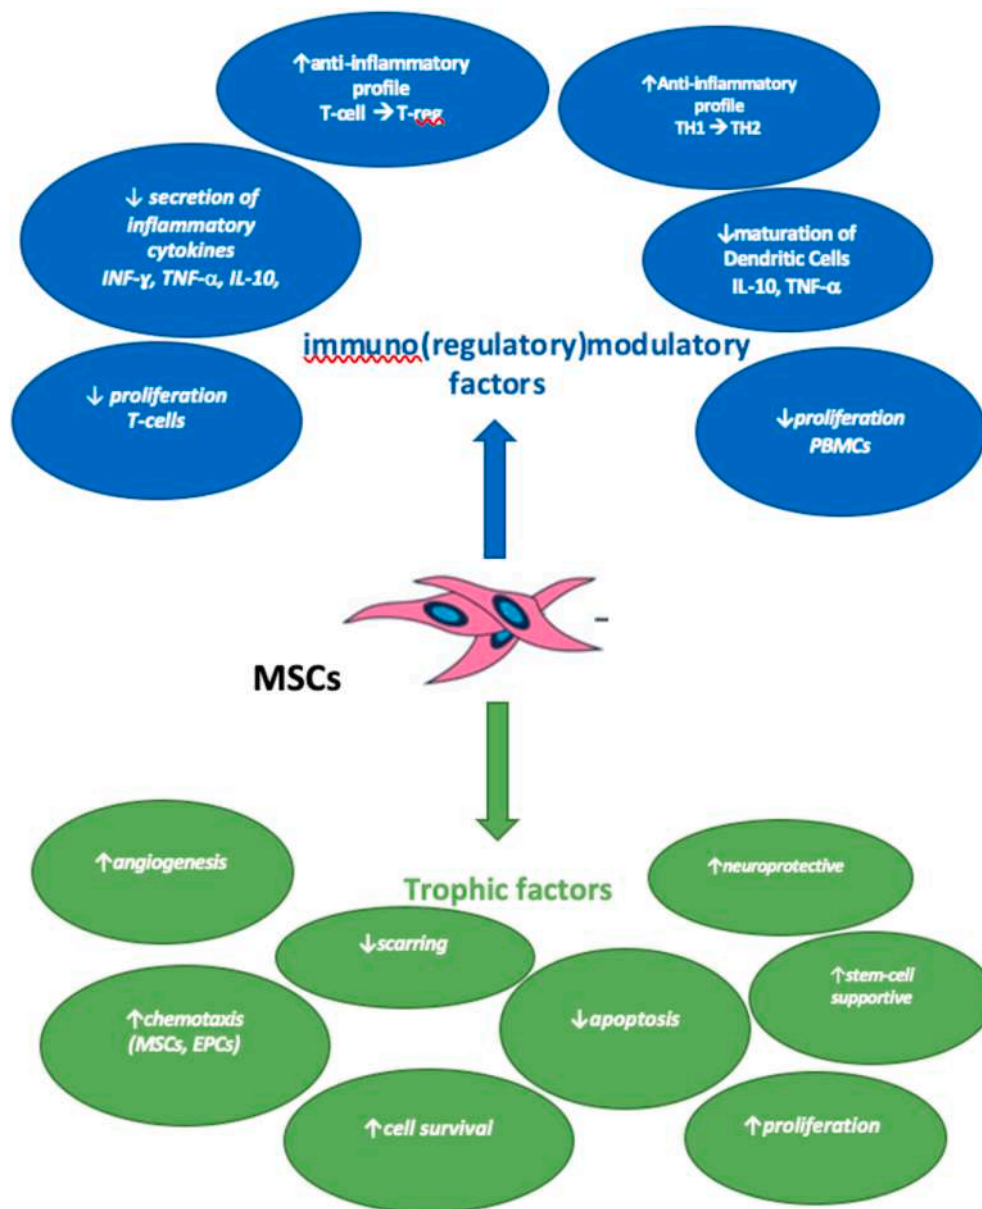 ↑anti-inflammatory
profile
T-cell → T-reg
↑Anti-inflammatory
profile
TH1 → TH2
↓ secretion of
inflammatory
cytokines
INF-ɣ, TNF-α, IL-10,
↓maturation of
Dendritic Cells
IL-10, TNF-α
immuno(regulatory)modulatory
factors
↓ proliferation
T-cells
↓proliferation
PBMCs
MSCs
–
↑angiogenesis
↑neuroprotective
Trophic factors
↓scarring
↑stem-cell
supportive
↑chemotaxis
(MSCs, EPCs)
↓apoptosis
↑cell survival
↑proliferation